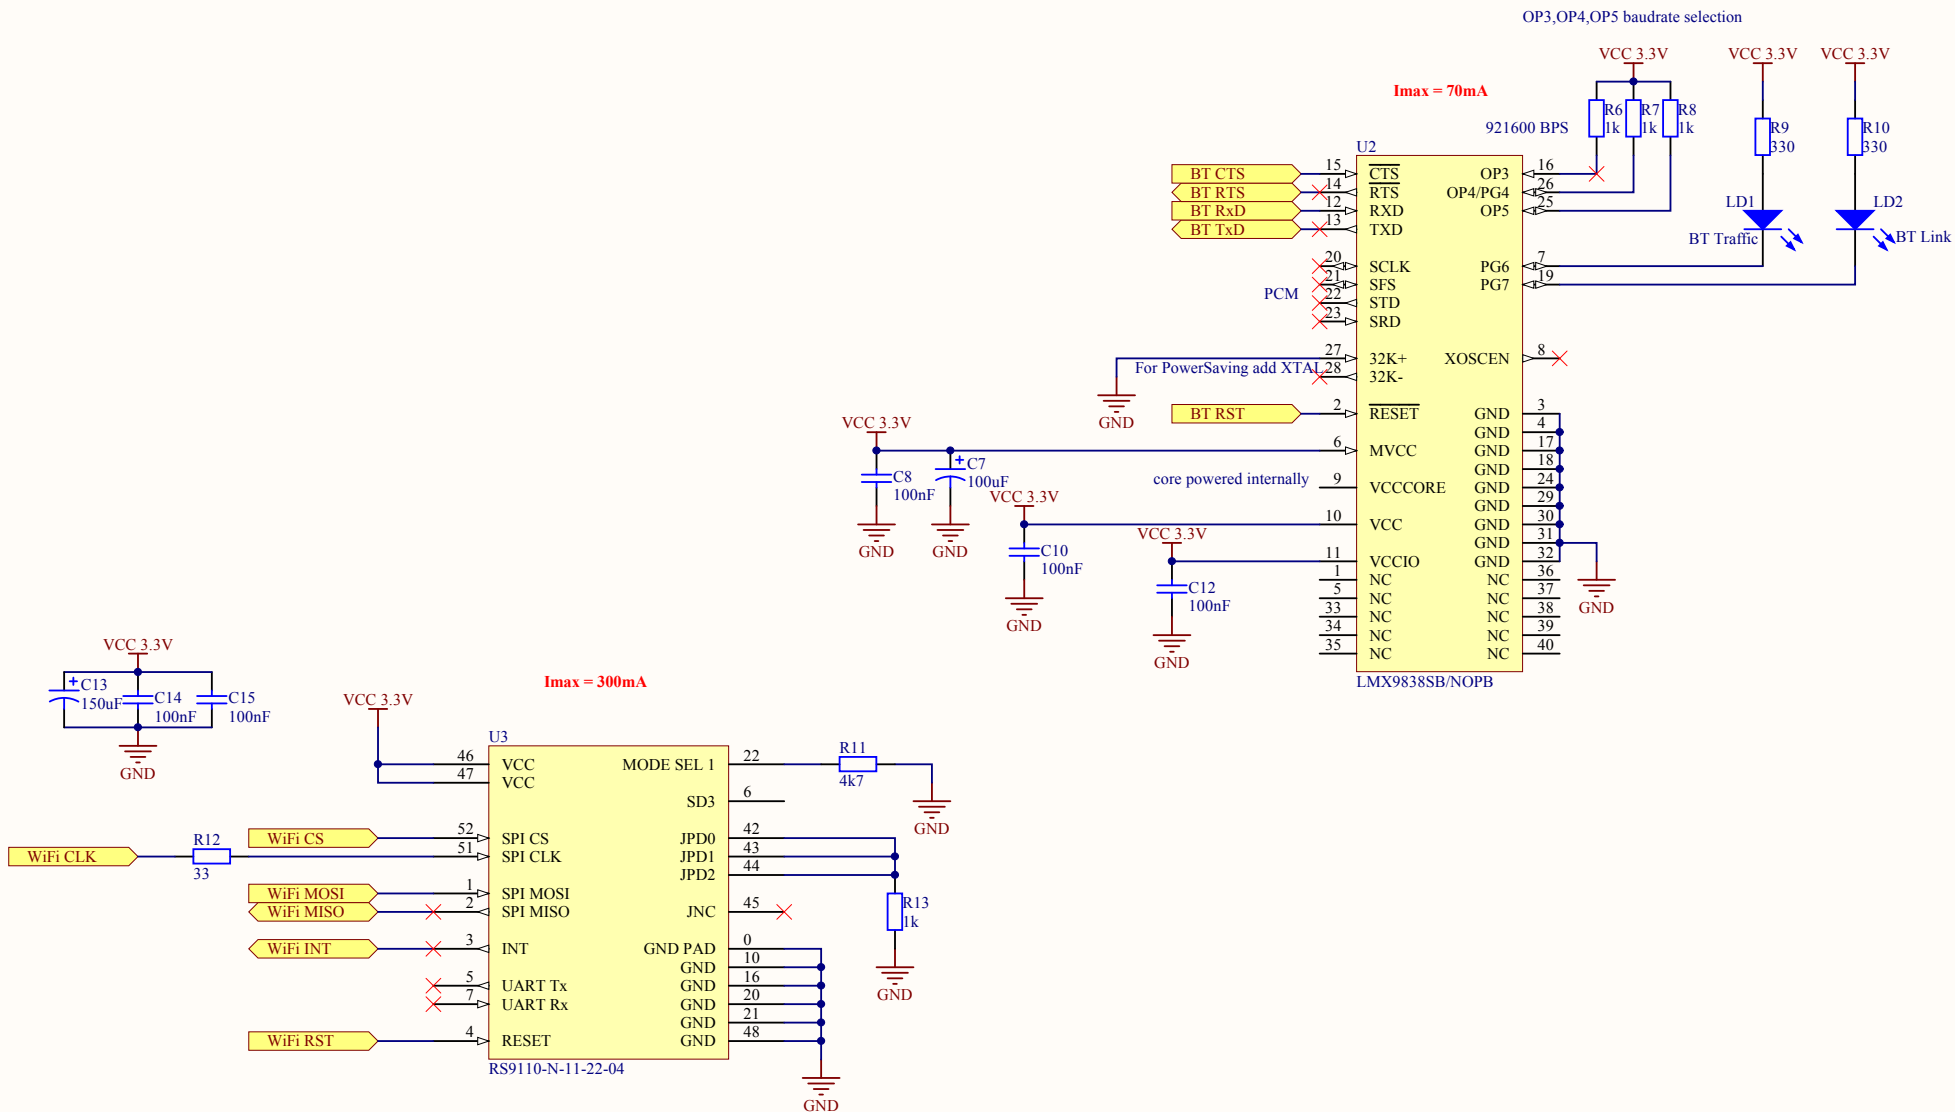 OP3,OP4,OP5 baudrate selection
VCC 3.3V
VCC 3.3V
VCC 3.3V
Imax = 70mA
921600 BPS
R6
1k
R7
1k
R8
1k
R9
330
R10
330
LD1
BT Traffic
LD2
BT Link
U2
BT CTS
15
CTS
BT RTS
14
RTS
BT RxD
12
RXD
BT TxD
13
TXD
20
SCLK
21
SFS
22
STD
23
SRD
PCM
27
32K+
For PowerSaving add XTAL
28
32K-
GND
BT RST
2
RESET
6
MVCC
9
VCCCORE
core powered internally
10
VCC
11
VCCIO
1
NC
5
NC
33
NC
34
NC
35
NC
OP3
16
OP4/PG4
26
OP5
25
PG6
7
PG7
19
XOSCEN
8
GND
3
GND
4
GND
17
GND
18
GND
24
GND
29
GND
30
GND
31
GND
32
NC
36
NC
37
NC
38
NC
39
NC
40
GND
LMX9838SB/NOPB
VCC 3.3V
C8
100nF
GND
C7
100uF
GND
VCC 3.3V
C10
100nF
GND
VCC 3.3V
C12
100nF
GND
VCC 3.3V
C13
150uF
C14
100nF
C15
100nF
GND
Imax = 300mA
VCC 3.3V
U3
46
VCC
47
VCC
WiFi CS
52
SPI CS
WiFi CLK
R12
33
51
SPI CLK
WiFi MOSI
1
SPI MOSI
WiFi MISO
2
SPI MISO
WiFi INT
3
INT
5
UART Tx
7
UART Rx
WiFi RST
4
RESET
MODE SEL 1
22
R11
4k7
GND
SD3
6
JPD0
42
JPD1
43
JPD2
44
R13
1k
GND
JNC
45
GND PAD
0
GND
10
GND
16
GND
20
GND
21
GND
48
GND
RS9110-N-11-22-04